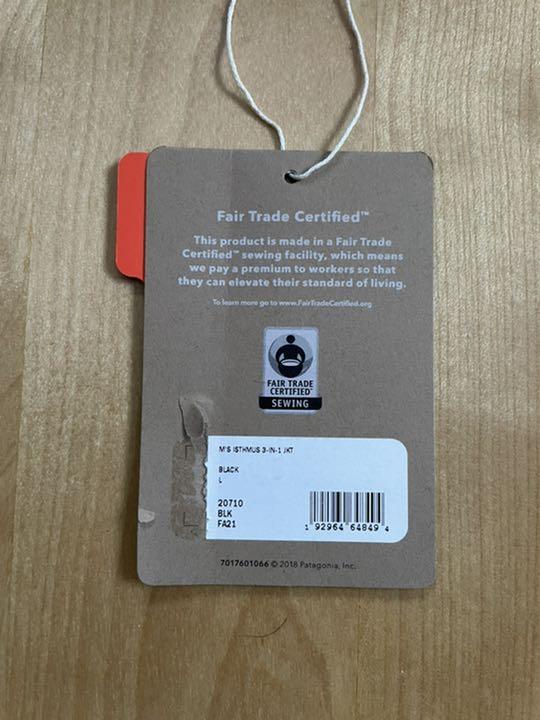 Fair Trade Certified™
This product is made in a Fair Trade
Certified™ sewing facility, which means
we pay a premium to workers so that
they can elevate their standard of living.
To learn more go to www.FairTradeCertified.org
FAIR TRADE
CERTIFIED™
SEWING
M'S ISTHMUS 3-IN-1 JKT
BLACK
L
20710
BLK
FA21
1 92964 64849 4
7017601066 © 2018 Patagonia, Inc.